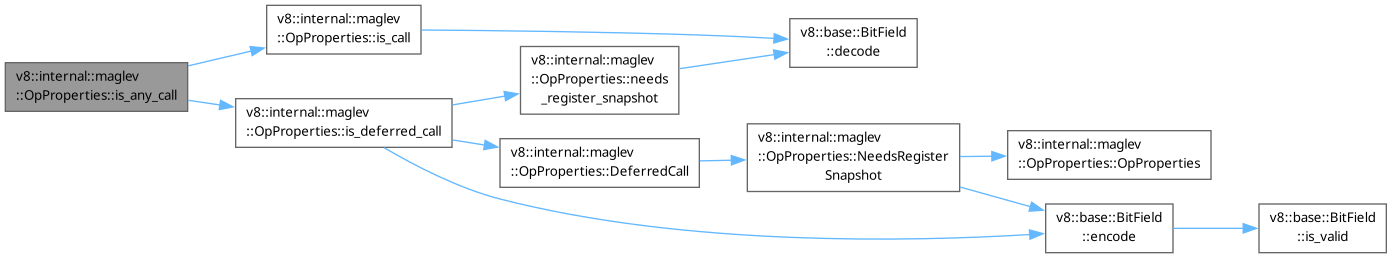 v8::internal::maglev
::OpProperties::is_any_call
v8::internal::maglev
::OpProperties::is_call
v8::internal::maglev
::OpProperties::is_deferred_call
v8::internal::maglev
::OpProperties::needs
_register_snapshot
v8::base::BitField
::decode
v8::internal::maglev
::OpProperties::DeferredCall
v8::internal::maglev
::OpProperties::NeedsRegister
Snapshot
v8::internal::maglev
::OpProperties::OpProperties
v8::base::BitField
::encode
v8::base::BitField
::is_valid